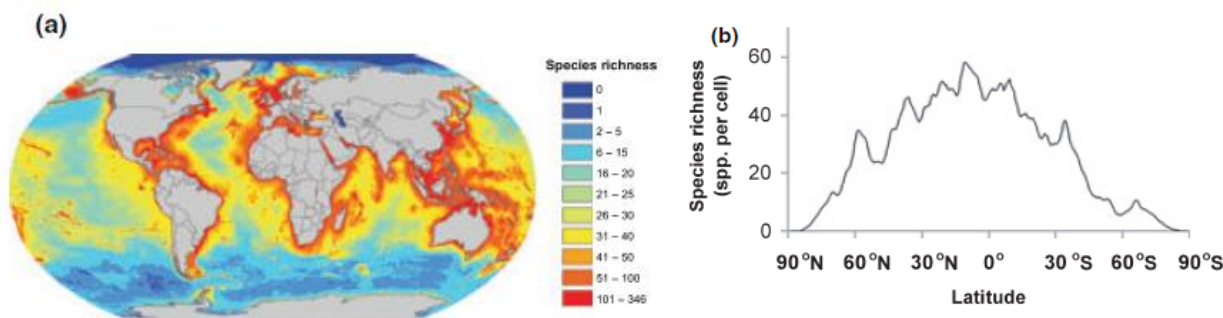 (a)
Species richness
0
1
2 – 5
6 – 15
16 – 20
21 – 25
26 – 30
31 – 40
41 – 50
51 – 100
101 – 346
(b)
Species richness
(spp. per cell)
60
40
20
0
90°N 60°N 30°N 0° 30°S 60°S 90°S
Latitude